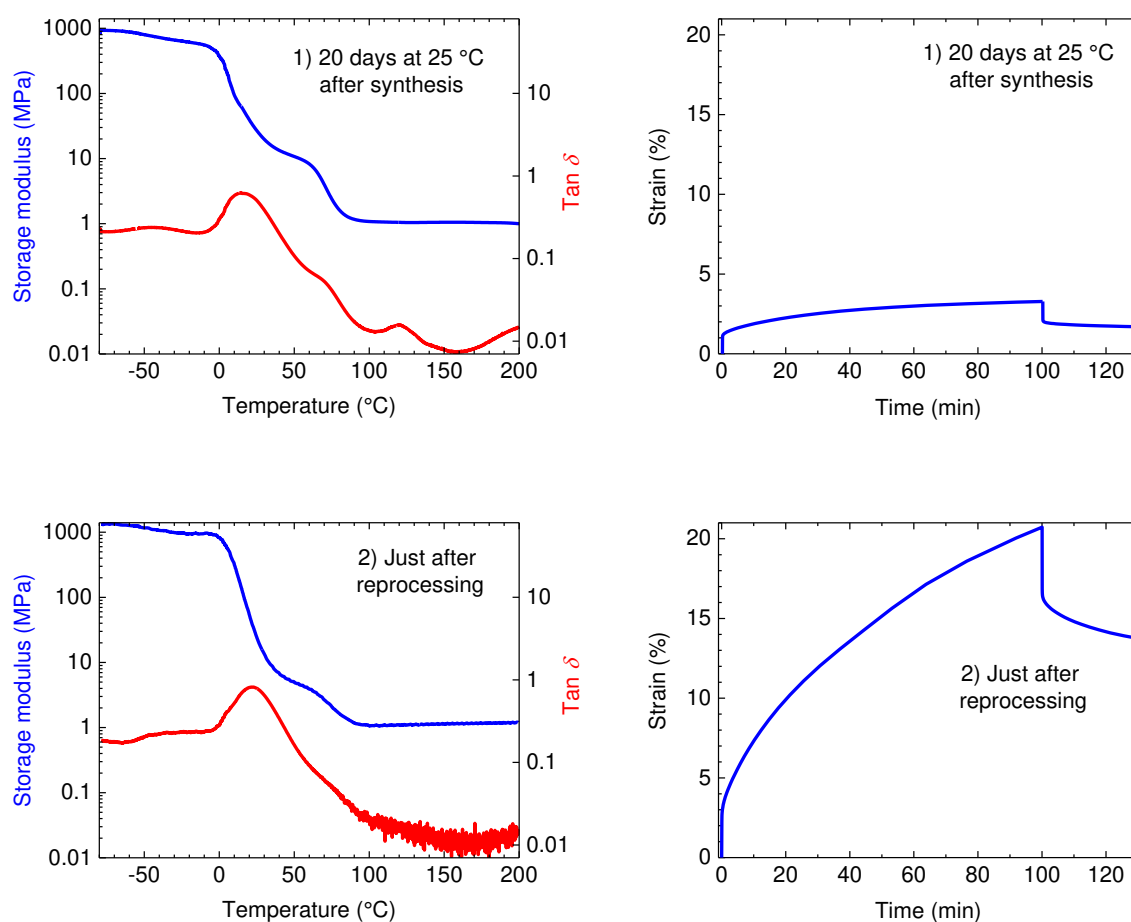 1000
100
10
1
0.1
0.01
Storage modulus (MPa)
1) 20 days at 25 °C
after synthesis
10
1
0.1
0.01
Tan δ
-50 0 50 100 150 200
Temperature (°C)
20
15
10
5
0
Strain (%)
1) 20 days at 25 °C
after synthesis
0 20 40 60 80 100 120
Time (min)
1000
100
10
1
0.1
0.01
Storage modulus (MPa)
2) Just after
reprocessing
10
1
0.1
0.01
Tan δ
-50 0 50 100 150 200
Temperature (°C)
20
15
10
5
0
Strain (%)
2) Just after
reprocessing
0 20 40 60 80 100 120
Time (min)